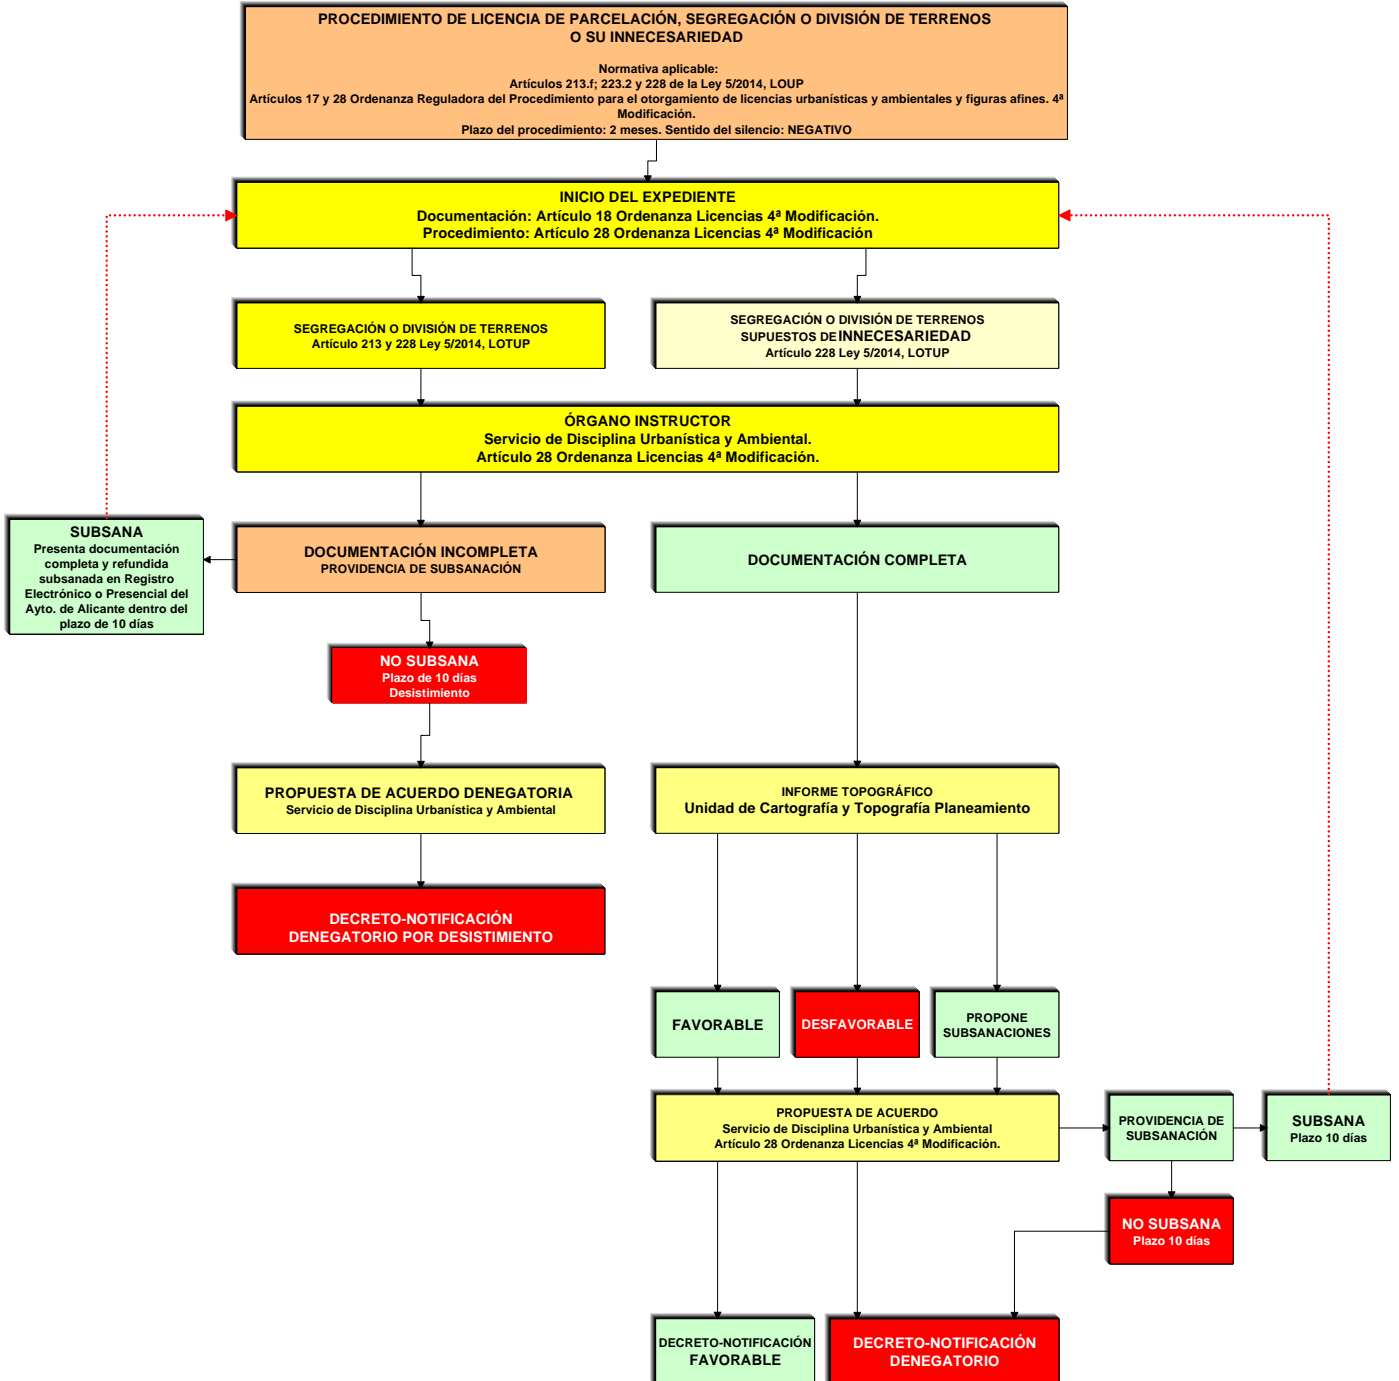 PROCEDIMIENTO DE LICENCIA DE PARCELACIÓN, SEGREGACIÓN O DIVISIÓN DE TERRENOS
O SU INNECESARIEDAD
Normativa aplicable:
Artículos 213.f; 223.2 y 228 de la Ley 5/2014, LOUP
Artículos 17 y 28 Ordenanza Reguladora del Procedimiento para el otorgamiento de licencias urbanísticas y ambientales y figuras afines. 4ª
Modificación.
Plazo del procedimiento: 2 meses. Sentido del silencio: NEGATIVO
INICIO DEL EXPEDIENTE
Documentación: Artículo 18 Ordenanza Licencias 4ª Modificación.
Procedimiento: Artículo 28 Ordenanza Licencias 4ª Modificación
SEGREGACIÓN O DIVISIÓN DE TERRENOS
Artículo 213 y 228 Ley 5/2014, LOTUP
SEGREGACIÓN O DIVISIÓN DE TERRENOS
SUPUESTOS DE INNECESARIEDAD
Artículo 228 Ley 5/2014, LOTUP
ÓRGANO INSTRUCTOR
Servicio de Disciplina Urbanística y Ambiental.
Artículo 28 Ordenanza Licencias 4ª Modificación.
SUBSANA
Presenta documentación
completa y refundida
subsanada en Registro
Electrónico o Presencial del
Ayto. de Alicante dentro del
plazo de 10 días
DOCUMENTACIÓN INCOMPLETA
PROVIDENCIA DE SUBSANACIÓN
DOCUMENTACIÓN COMPLETA
NO SUBSANA
Plazo de 10 días
Desistimiento
PROPUESTA DE ACUERDO DENEGATORIA
Servicio de Disciplina Urbanística y Ambiental
INFORME TOPOGRÁFICO
Unidad de Cartografía y Topografía Planeamiento
DECRETO-NOTIFICACIÓN
DENEGATORIO POR DESISTIMIENTO
FAVORABLE
DESFAVORABLE
PROPONE
SUBSANACIONES
PROPUESTA DE ACUERDO
Servicio de Disciplina Urbanística y Ambiental
Artículo 28 Ordenanza Licencias 4ª Modificación.
PROVIDENCIA DE
SUBSANACIÓN
SUBSANA
Plazo 10 días
NO SUBSANA
Plazo 10 días
DECRETO-NOTIFICACIÓN
FAVORABLE
DECRETO-NOTIFICACIÓN
DENEGATORIO